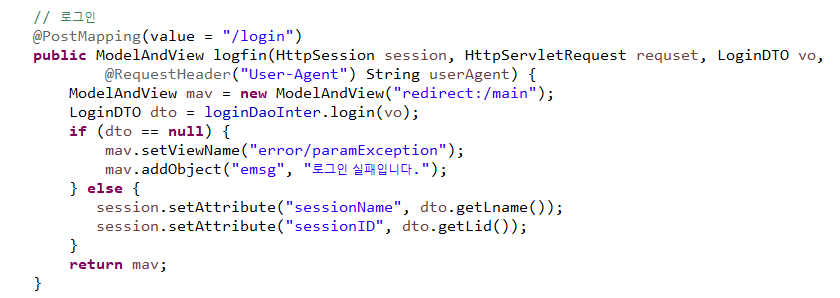 // 로그인
@PostMapping(value = "/login")
public ModelAndView logfin(HttpSession session, HttpServletRequest requset, LoginDTO vo,
@RequestHeader("User-Agent") String userAgent) {
ModelAndView mav = new ModelAndView("redirect:/main");
LoginDTO dto = loginDaoInter.login(vo);
if (dto == null) {
mav.setViewName("error/paramException");
mav.addObject("emsg", "로그인 실패입니다.");
} else {
session.setAttribute("sessionName", dto.getLname());
session.setAttribute("sessionID", dto.getLid());
}
return mav;
}